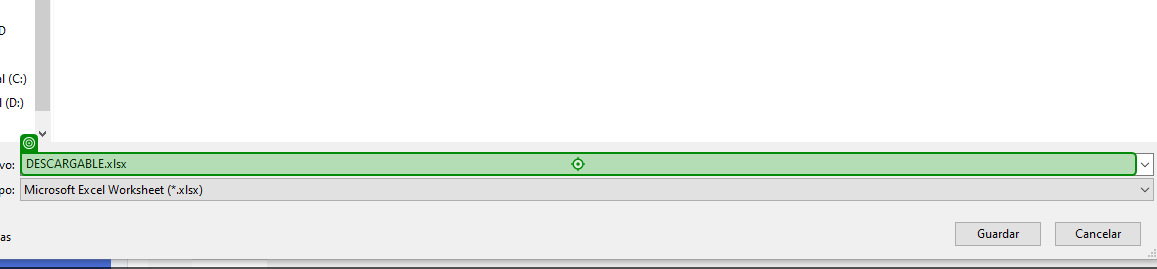 D
al (C:)
l (D:)
vo: DESCARGABLE.xlsx
po: Microsoft Excel Worksheet (*.xlsx)
as
Guardar Cancelar